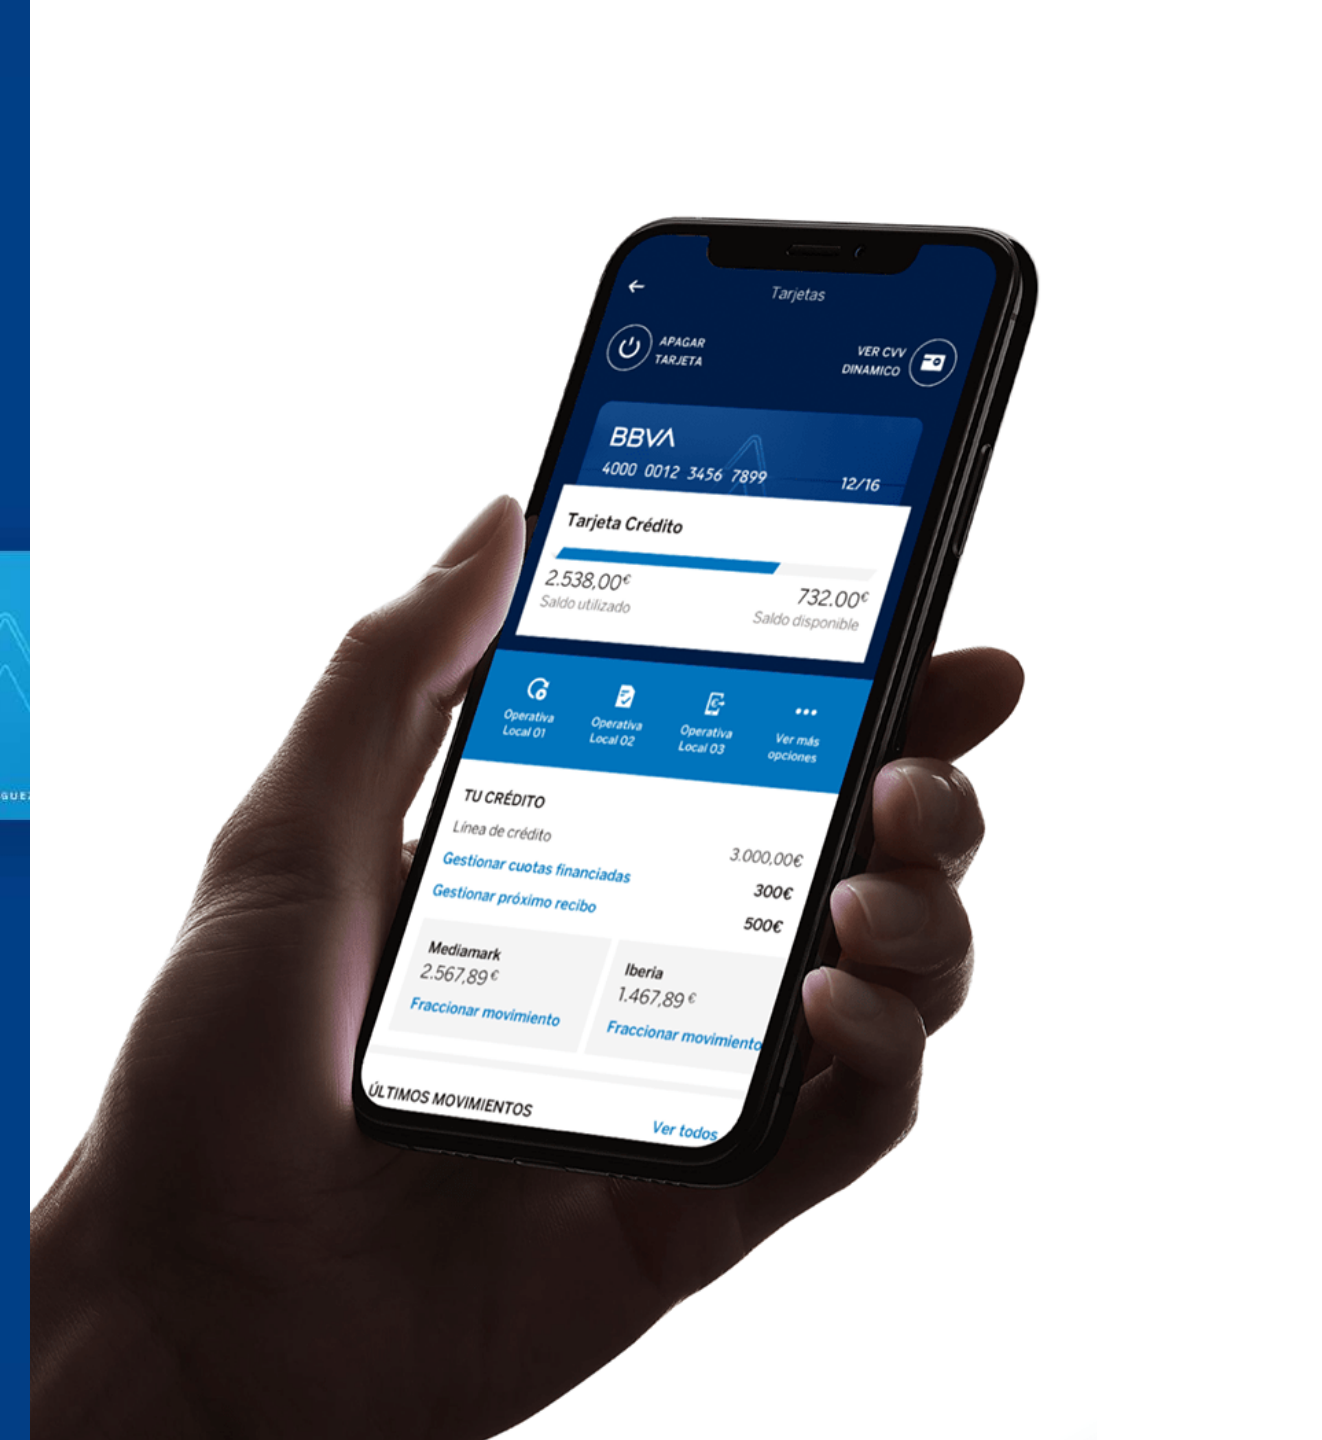 Tarjetas
APAGAR
TARJETA
VER CVV
DINAMICO
BBVA
4000 0012 3456 7899
12/16
Tarjeta Crédito
2.538,00€
732.00€
Saldo utilizado
Saldo disponible
Operativa
Local 01
Operativa
Local 02
Operativa
Local 03
Ver más
opciones
TU CRÉDITO
Línea de crédito
3.000,00€
Gestionar cuotas financiadas
300€
Gestionar próximo recibo
500€
Mediamark
2.567,89 €
Fraccionar movimiento
Iberia
1.467,89 €
Fraccionar movimiento
ÚLTIMOS MOVIMIENTOS
Ver todos